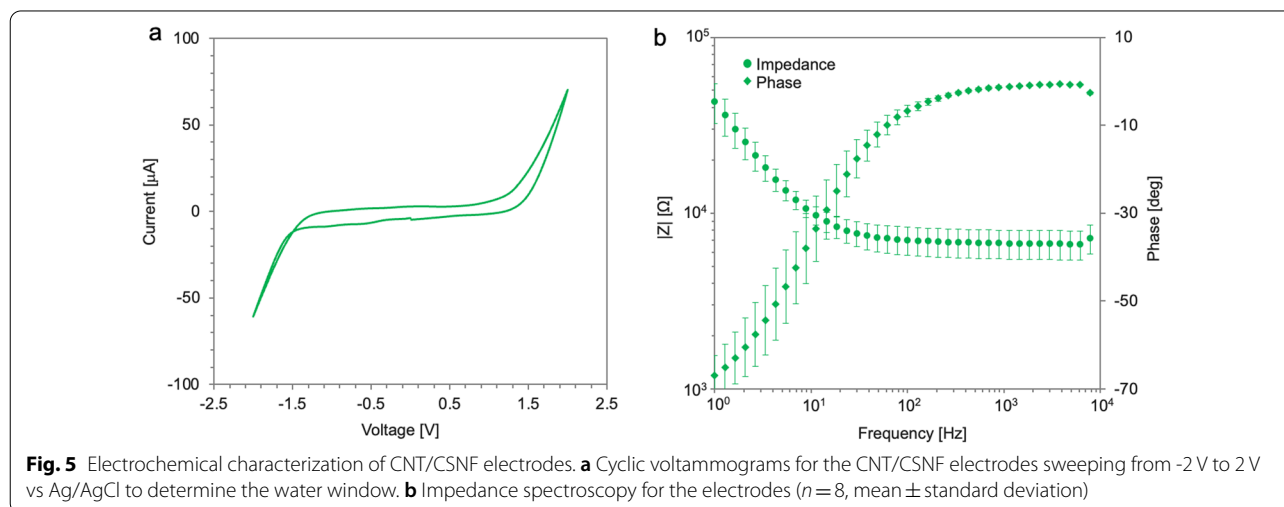 a
100
50
0
-50
-100
Current [µA]
-2.5 -1.5 -0.5 0.5 1.5 2.5
Voltage [V]
b
10⁵
10⁴
10³
|Z| [Ω]
Impedance
Phase
10
-10
-30
-50
-70
Phase [deg]
10⁰ 10¹ 10² 10³ 10⁴
Frequency [Hz]
Fig. 5 Electrochemical characterization of CNT/CSNF electrodes. a Cyclic voltammograms for the CNT/CSNF electrodes sweeping from -2 V to 2 V
vs Ag/AgCl to determine the water window. b Impedance spectroscopy for the electrodes (n = 8, mean ± standard deviation)